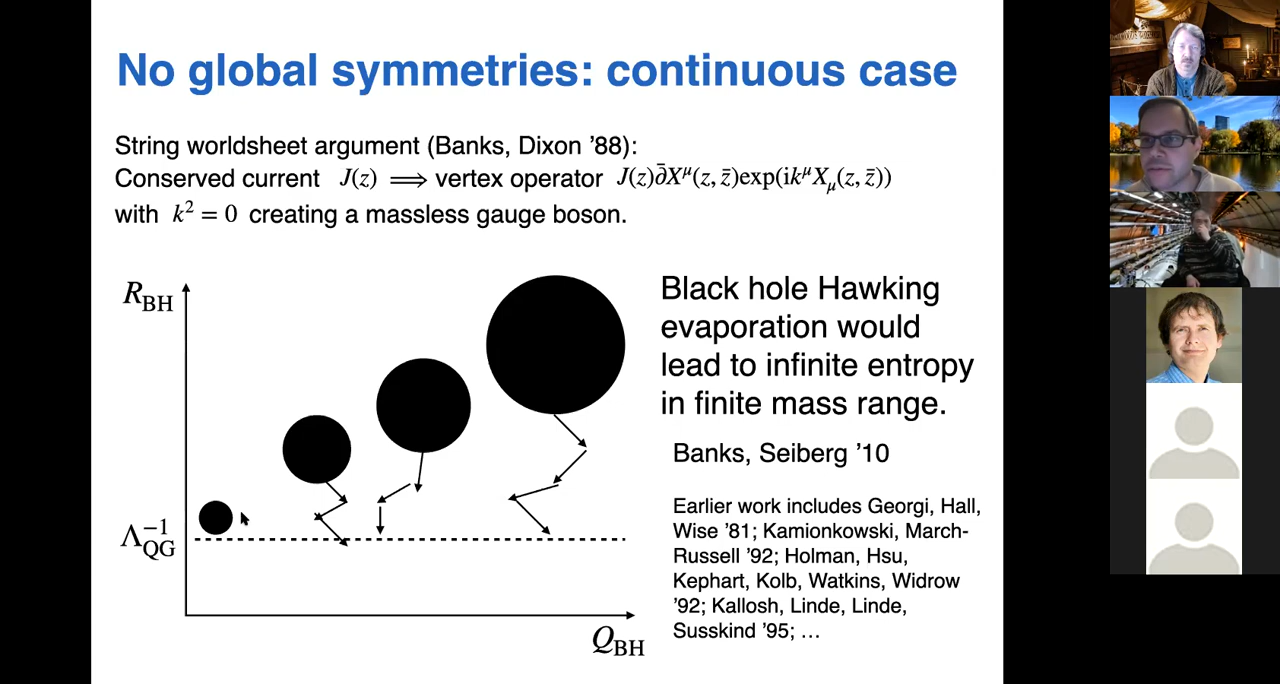 No global symmetries: continuous case
String worldsheet argument (Banks, Dixon ’88):
Conserved current J(z) ⟹ vertex operator J(z)∂̄X^μ(z, z̄)exp(ik^μX_μ(z, z̄))
with k² = 0 creating a massless gauge boson.
R_BH
Λ_QG^−1
Q_BH
Black hole Hawking
evaporation would
lead to infinite entropy
in finite mass range.
Banks, Seiberg ’10
Earlier work includes Georgi, Hall,
Wise ’81; Kamionkowski, March-
Russell ’92; Holman, Hsu,
Kephart, Kolb, Watkins, Widrow
’92; Kallosh, Linde, Linde,
Susskind ’95; …